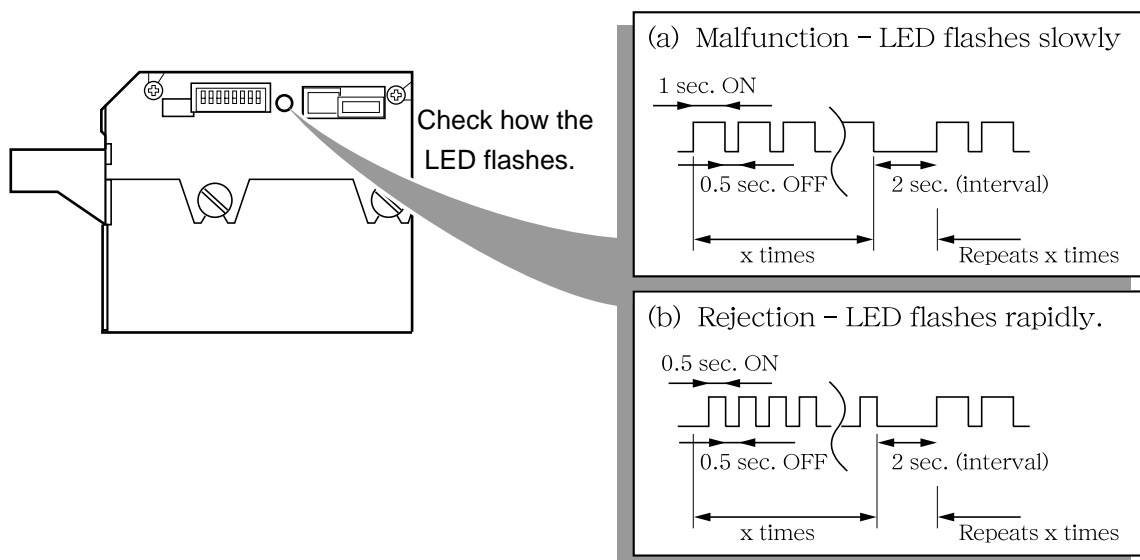 Check how the
LED flashes.
(a) Malfunction – LED flashes slowly
1 sec. ON
0.5 sec. OFF
2 sec. (interval)
x times
Repeats x times
(b) Rejection – LED flashes rapidly.
0.5 sec. ON
0.5 sec. OFF
2 sec. (interval)
x times
Repeats x times